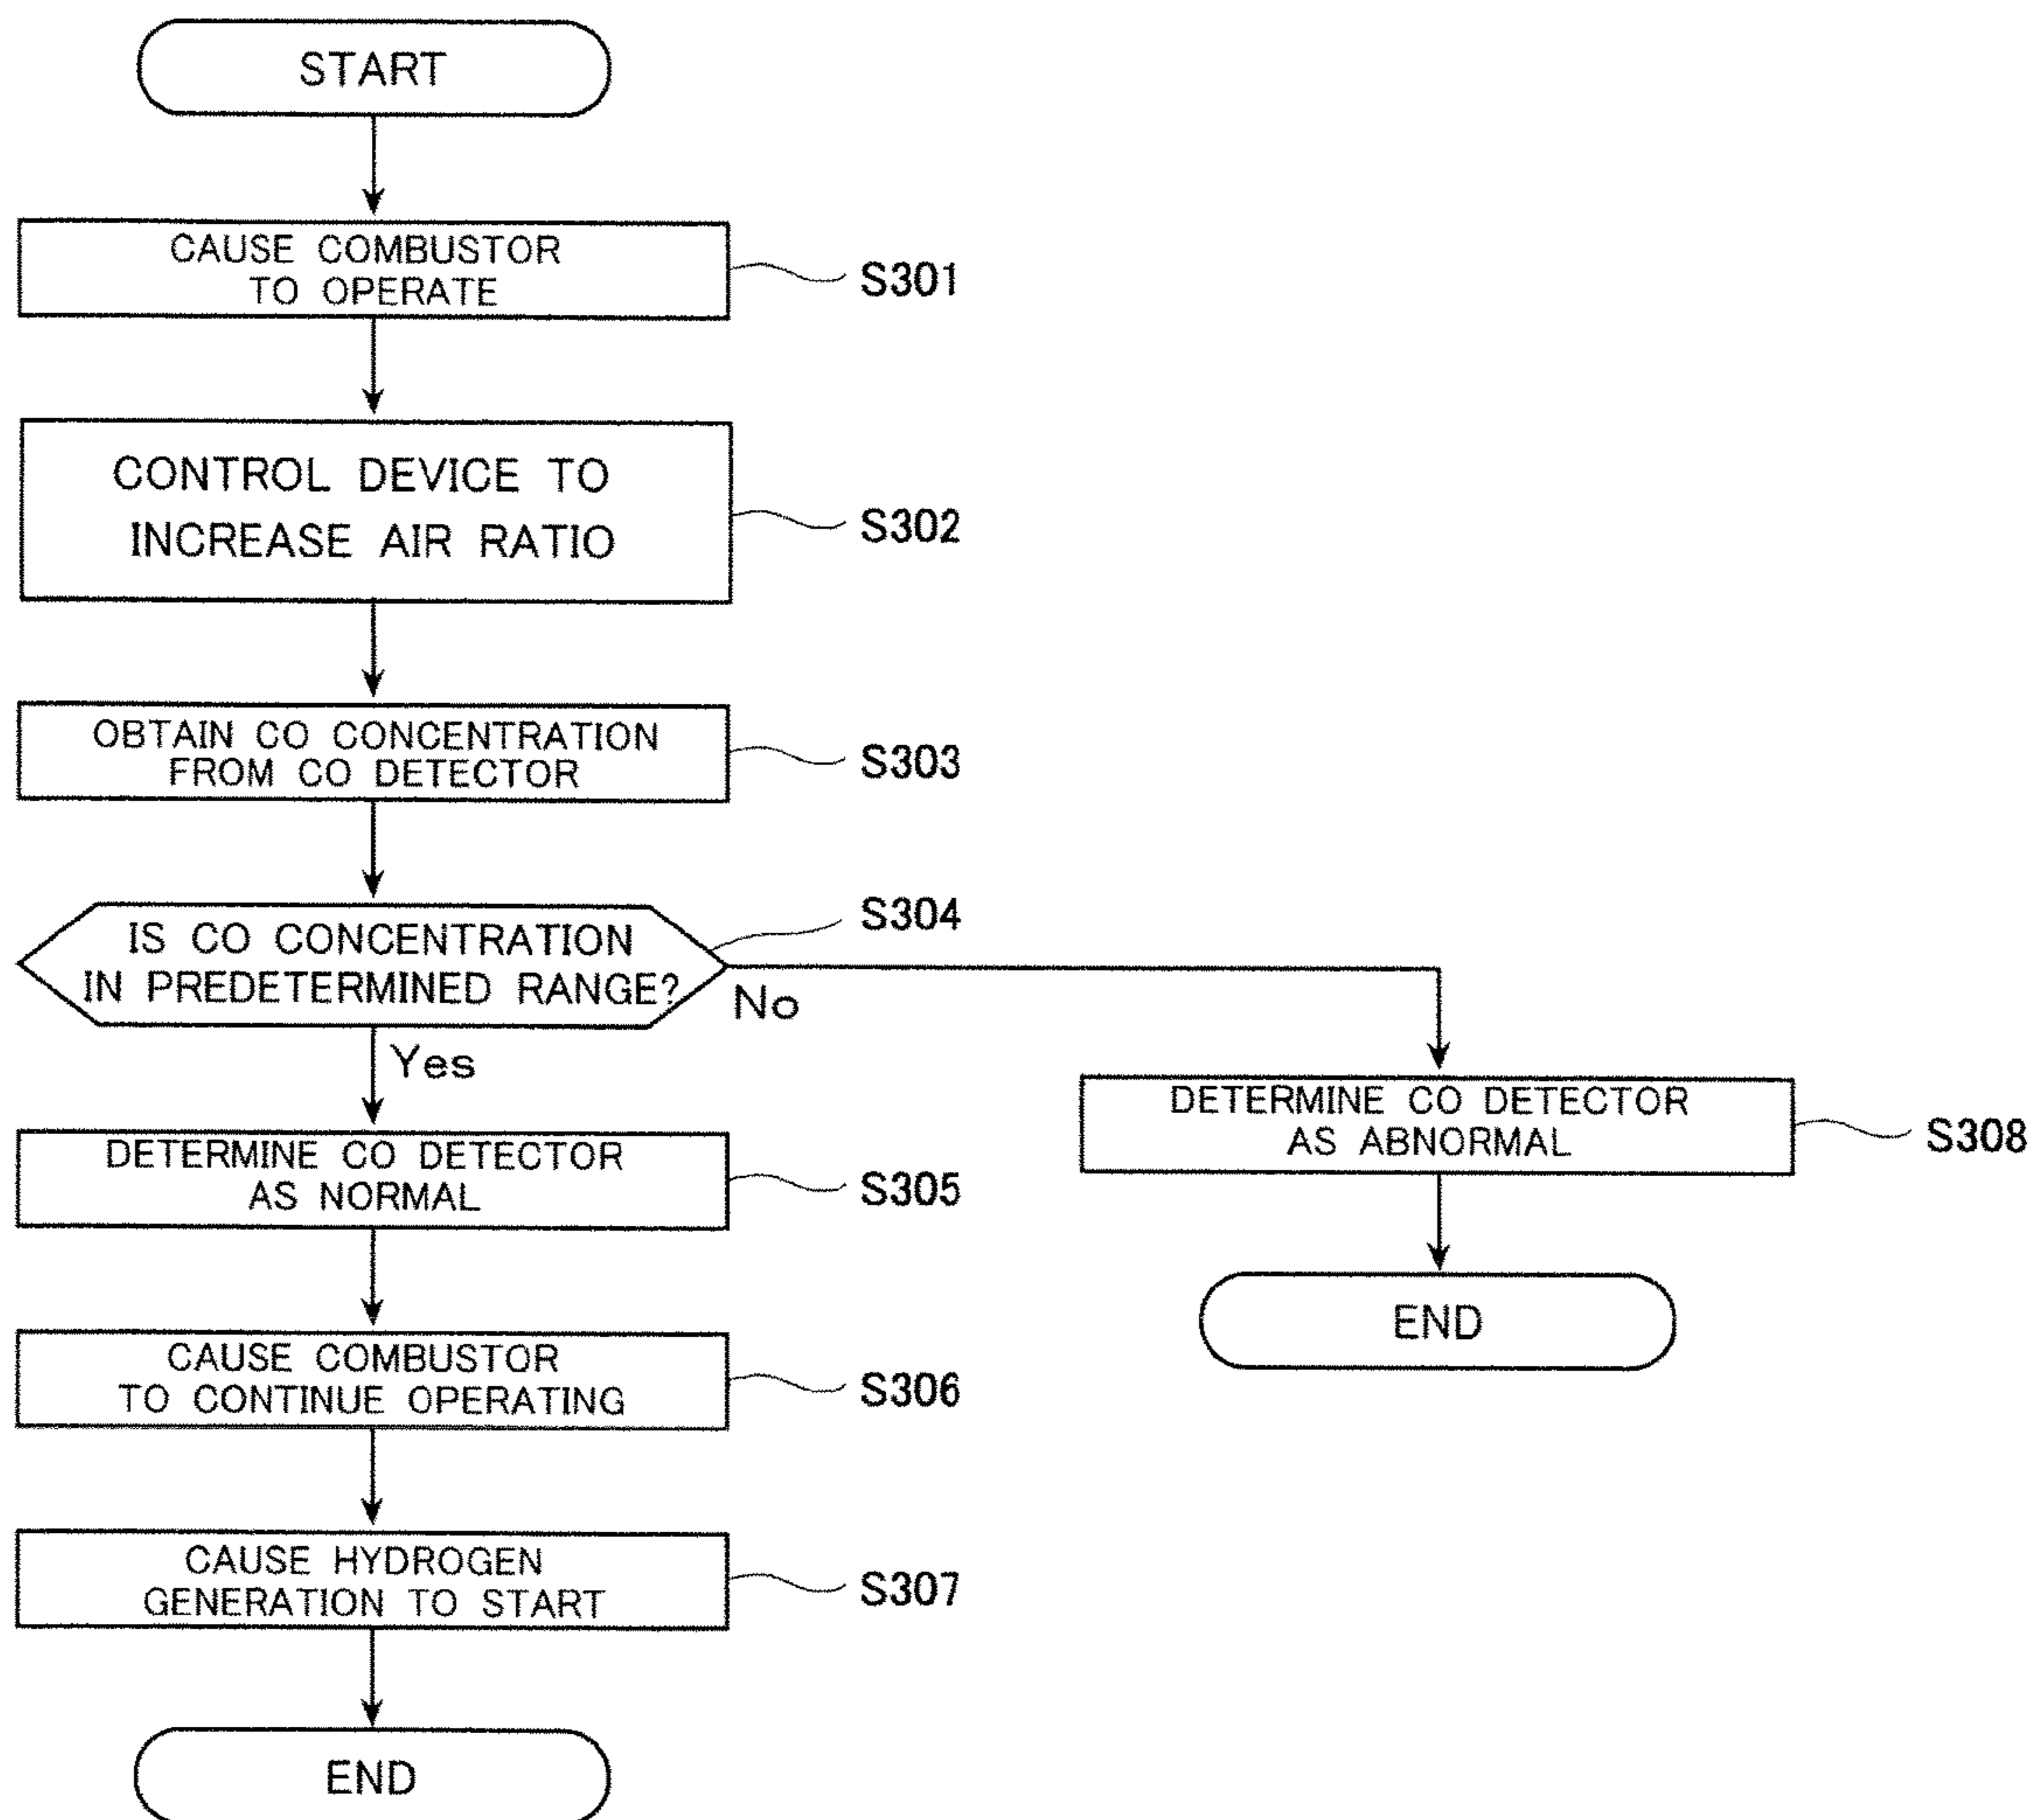 START
CAUSE COMBUSTOR
TO OPERATE
S301
CONTROL DEVICE TO
INCREASE AIR RATIO
S302
OBTAIN CO CONCENTRATION
FROM CO DETECTOR
S303
IS CO CONCENTRATION
IN PREDETERMINED RANGE?
S304
No
Yes
DETERMINE CO DETECTOR
AS NORMAL
S305
DETERMINE CO DETECTOR
AS ABNORMAL
S308
END
CAUSE COMBUSTOR
TO CONTINUE OPERATING
S306
CAUSE HYDROGEN
GENERATION TO START
S307
END